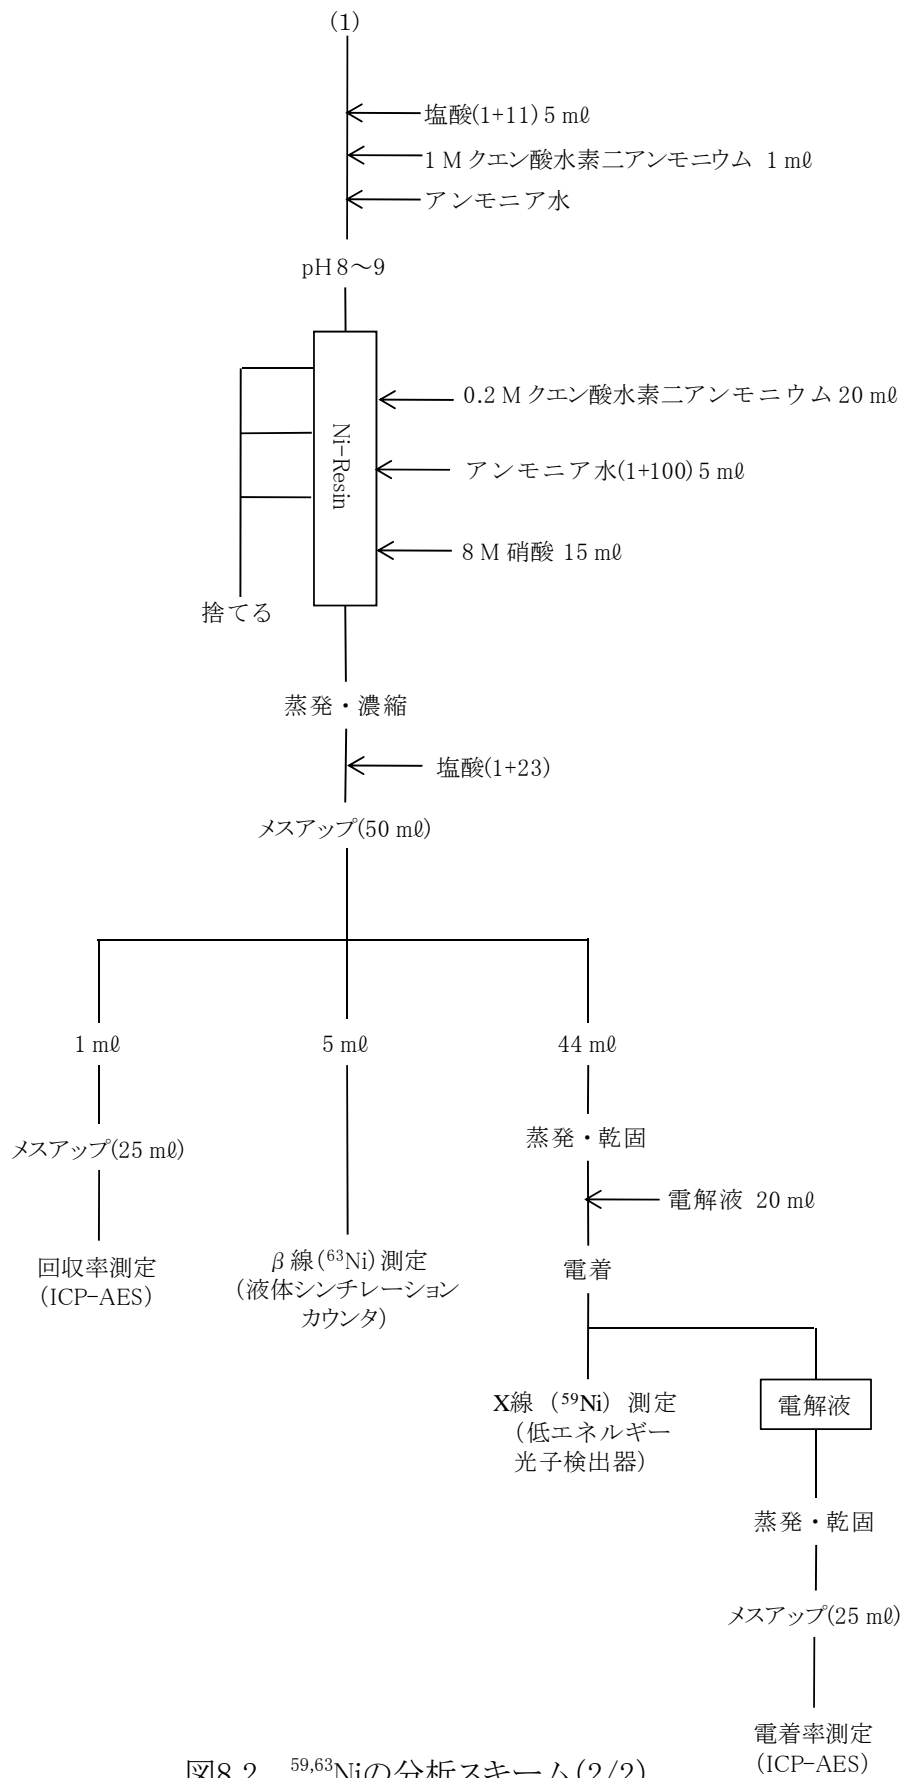 (1)
塩酸(1+11) 5 mℓ
1 M クエン酸水素二アンモニウム 1 mℓ
アンモニア水
pH 8～9
Ni-Resin
0.2 M クエン酸水素二アンモニウム 20 mℓ
アンモニア水(1+100) 5 mℓ
8 M 硝酸 15 mℓ
捨てる
蒸発・濃縮
塩酸(1+23)
メスアップ(50 mℓ)
1 mℓ
5 mℓ
44 mℓ
メスアップ(25 mℓ)
回収率測定
(ICP-AES)
β線(⁶³Ni)測定
(液体シンチレーション
カウンタ)
蒸発・乾固
電解液 20 mℓ
電着
X線（⁵⁹Ni）測定
（低エネルギー
光子検出器）
電解液
蒸発・乾固
メスアップ(25 mℓ)
電着率測定
(ICP-AES)
図8.2 ⁵⁹,⁶³Niの分析スキーム(2/2)